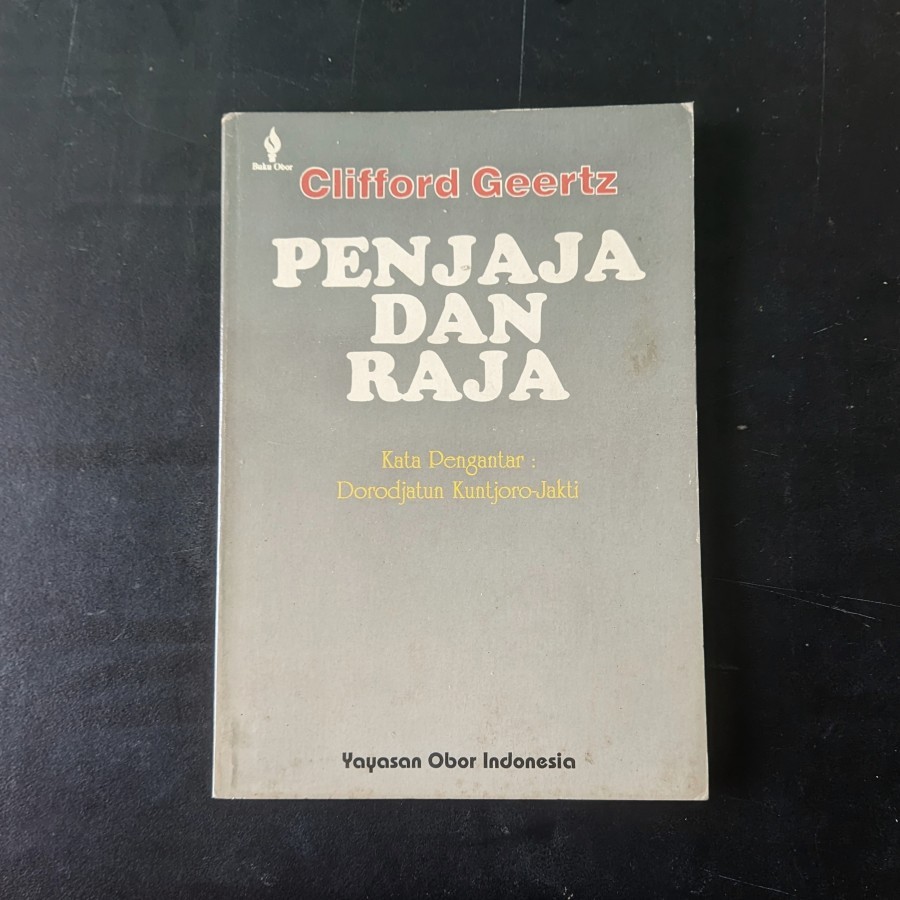 Buku Obor
Clifford Geertz
PENJAJA
DAN
RAJA
Kata Pengantar :
Dorodjatun Kuntjoro-Jakti
Yayasan Obor Indonesia